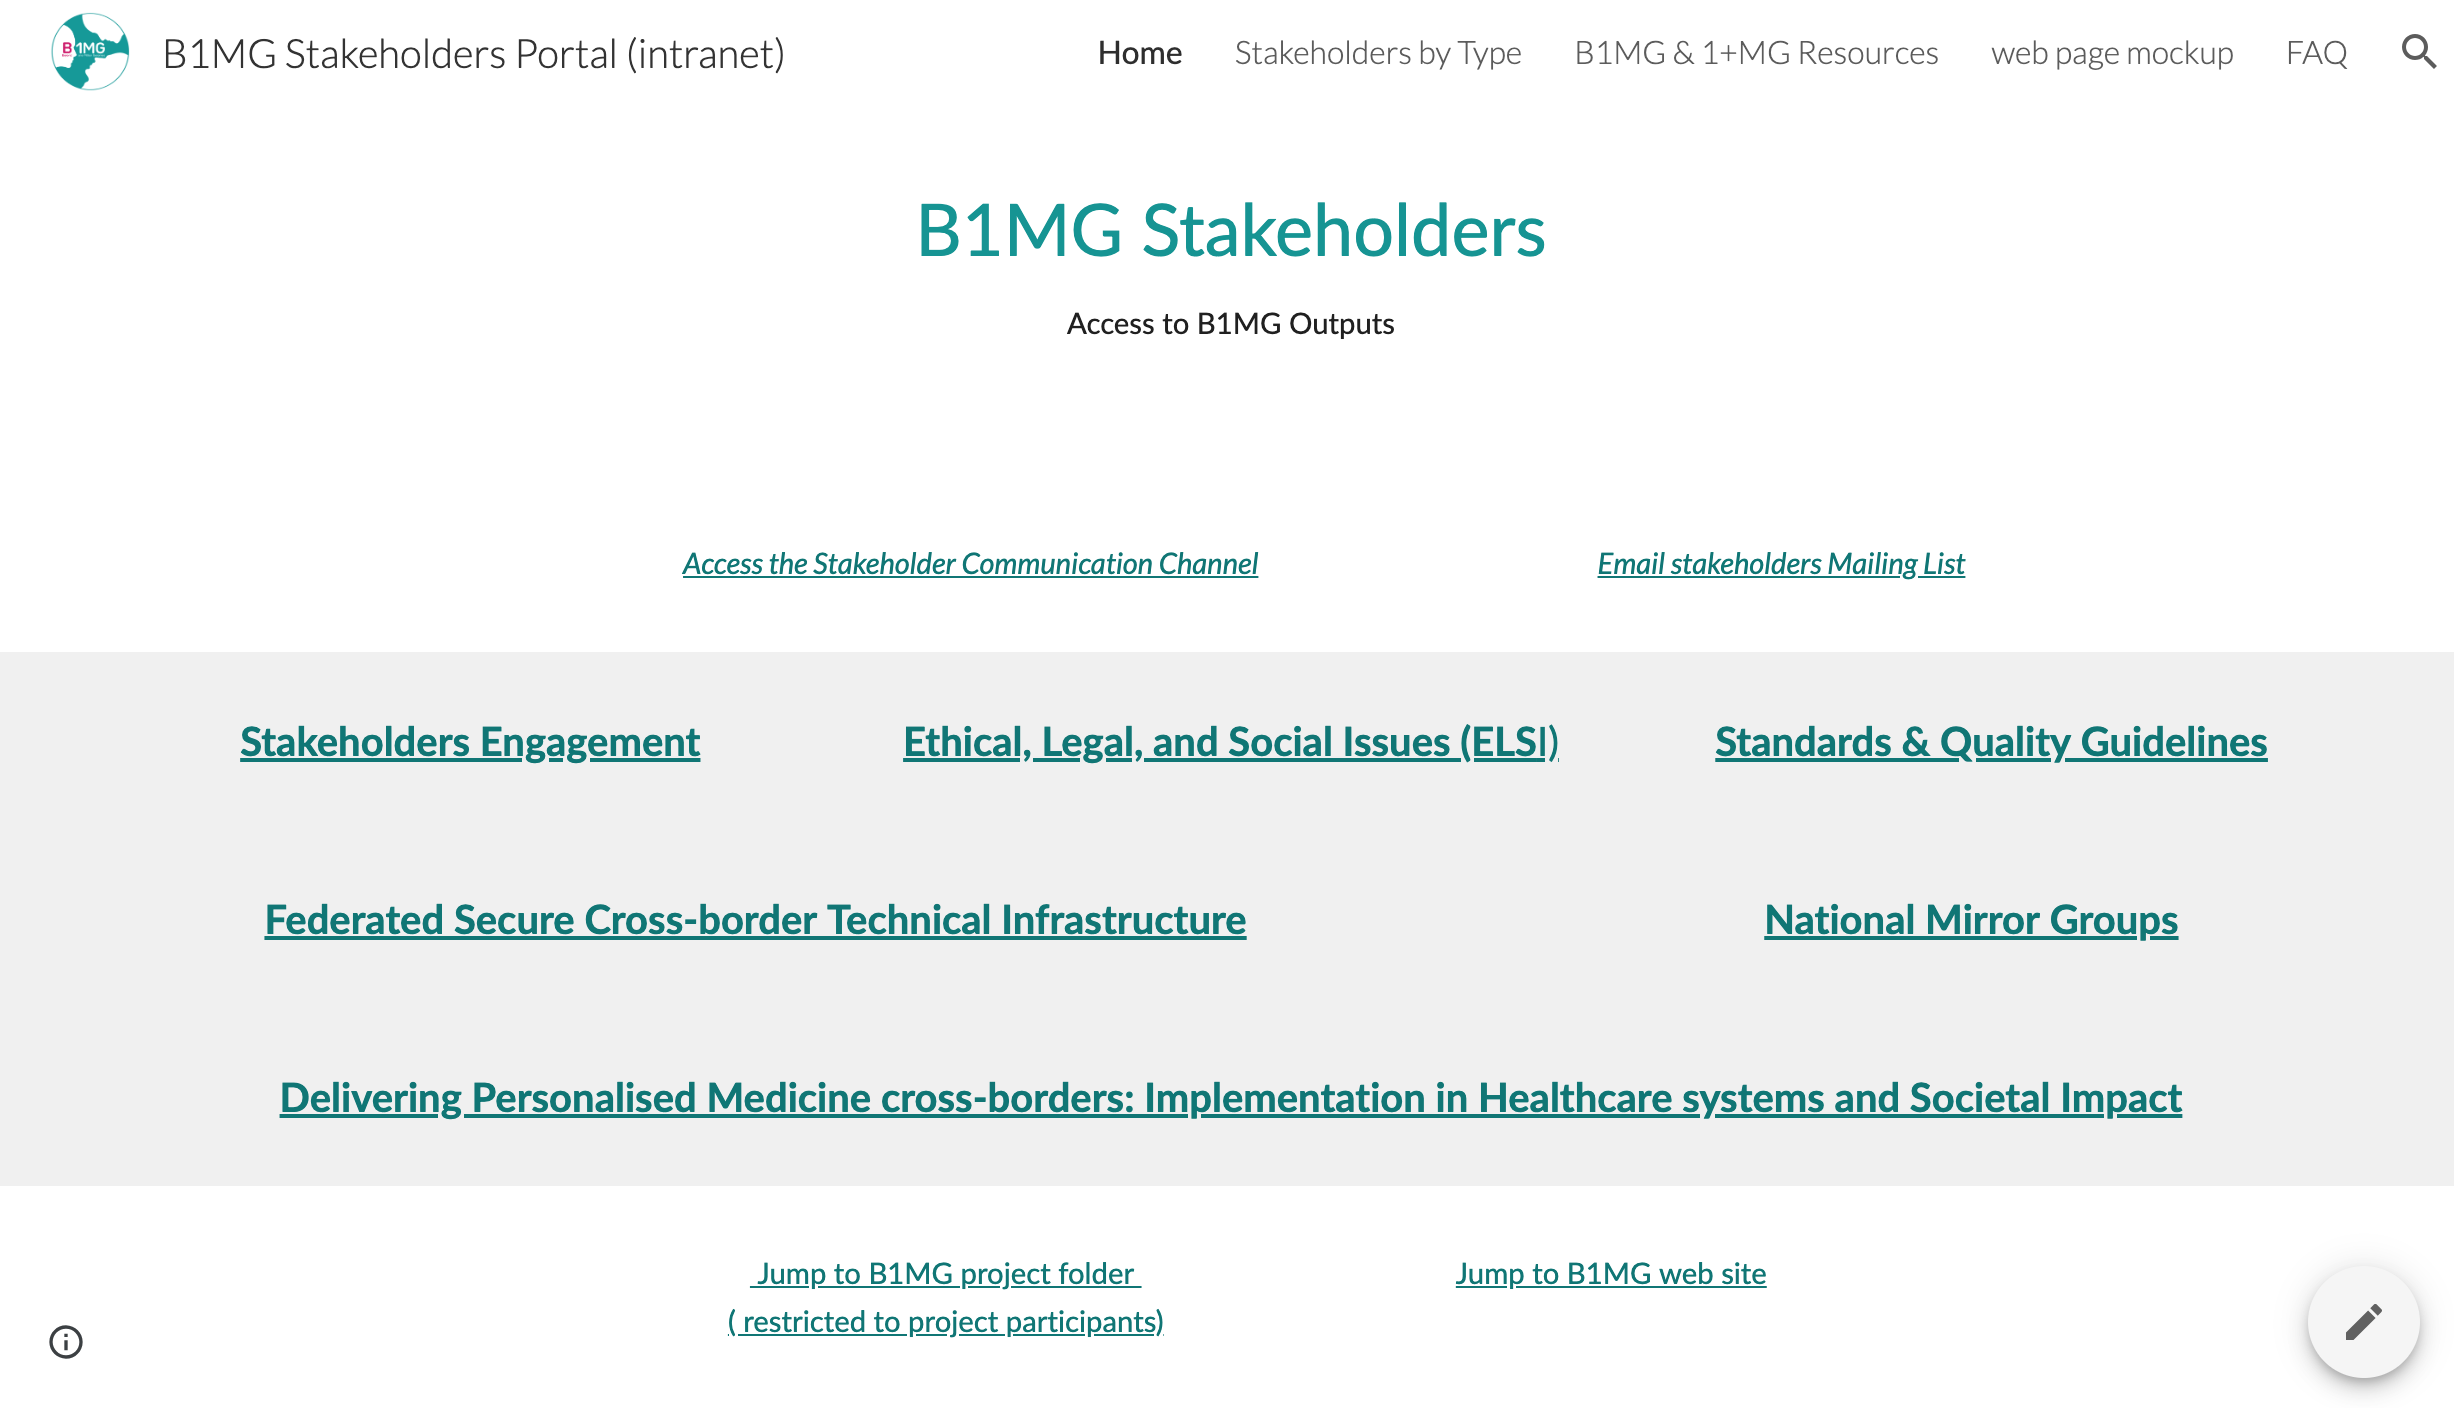 B1MG
B1MG Stakeholders Portal (intranet)
Home
Stakeholders by Type
B1MG & 1+MG Resources
web page mockup
FAQ
B1MG Stakeholders
Access to B1MG Outputs
Access the Stakeholder Communication Channel
Email stakeholders Mailing List
Stakeholders Engagement
Ethical, Legal, and Social Issues (ELSI)
Standards & Quality Guidelines
Federated Secure Cross-border Technical Infrastructure
National Mirror Groups
Delivering Personalised Medicine cross-borders: Implementation in Healthcare systems and Societal Impact
Jump to B1MG project folder
( restricted to project participants)
Jump to B1MG web site